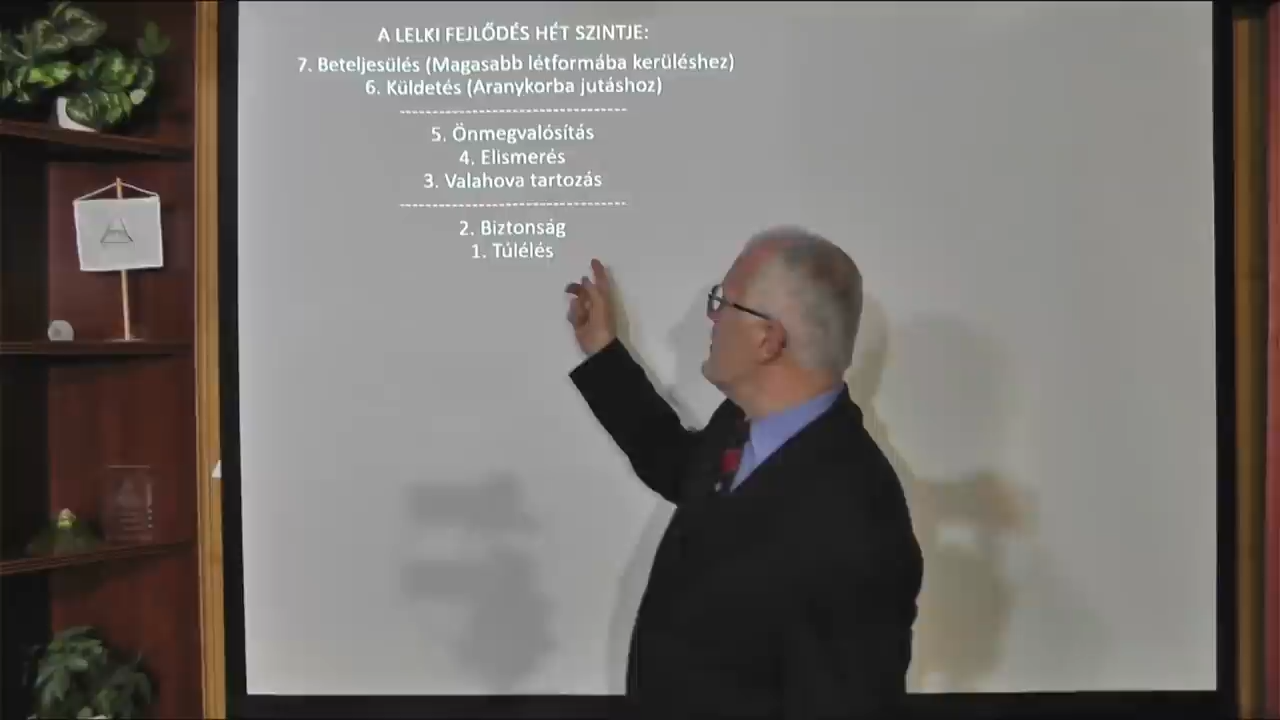 A LELKI FEJLŐDÉS HÉT SZINTJE:
7. Beteljesülés (Magasabb létformába kerüléshez)
6. Küldetés (Aranykorba jutáshoz)
5. Önmegvalósítás
4. Elismerés
3. Valahova tartozás
2. Biztonság
1. Túlélés